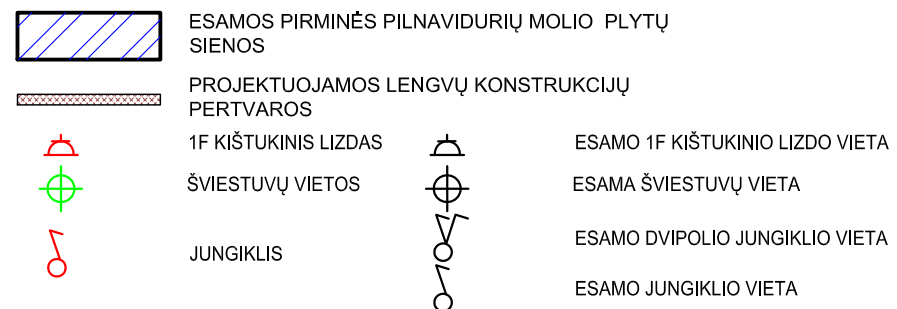 ESAMOS PIRMINĖS PILNAVIDURIŲ MOLIO PLYTŲ
SIENOS
PROJEKTUOJAMOS LENGVŲ KONSTRUKCIJŲ
PERTVAROS
1F KIŠTUKINIS LIZDAS
ESAMO 1F KIŠTUKINIO LIZDO VIETA
ŠVIESTUVŲ VIETOS
ESAMA ŠVIESTUVŲ VIETA
JUNGIKLIS
ESAMO DVIPOLIO JUNGIKLIO VIETA
ESAMO JUNGIKLIO VIETA